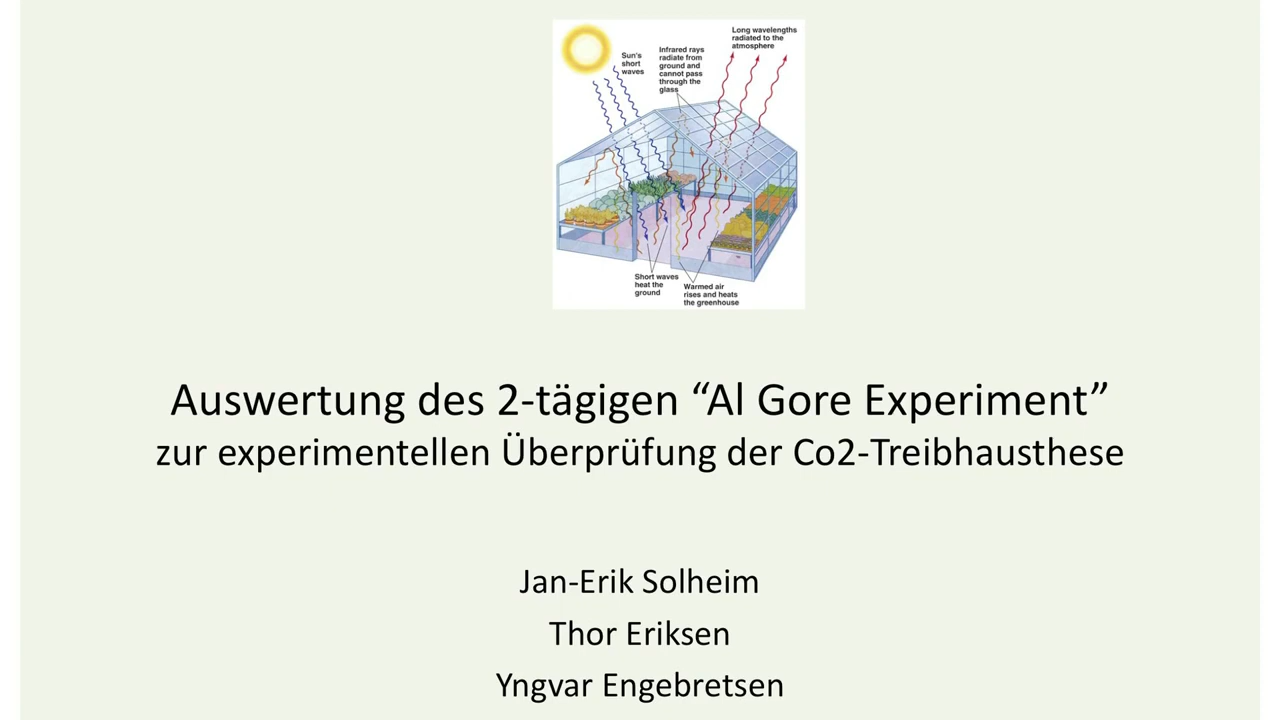 Long wavelengths
radiated to the
atmosphere
Sun's
short
waves
Infrared rays
radiate from
ground and
cannot pass
through the
glass
Short waves
heat the
ground
Warmed air
rises and heats
the greenhouse
Auswertung des 2-tägigen “Al Gore Experiment”
zur experimentellen Überprüfung der Co2-Treibhausthese
Jan-Erik Solheim
Thor Eriksen
Yngvar Engebretsen